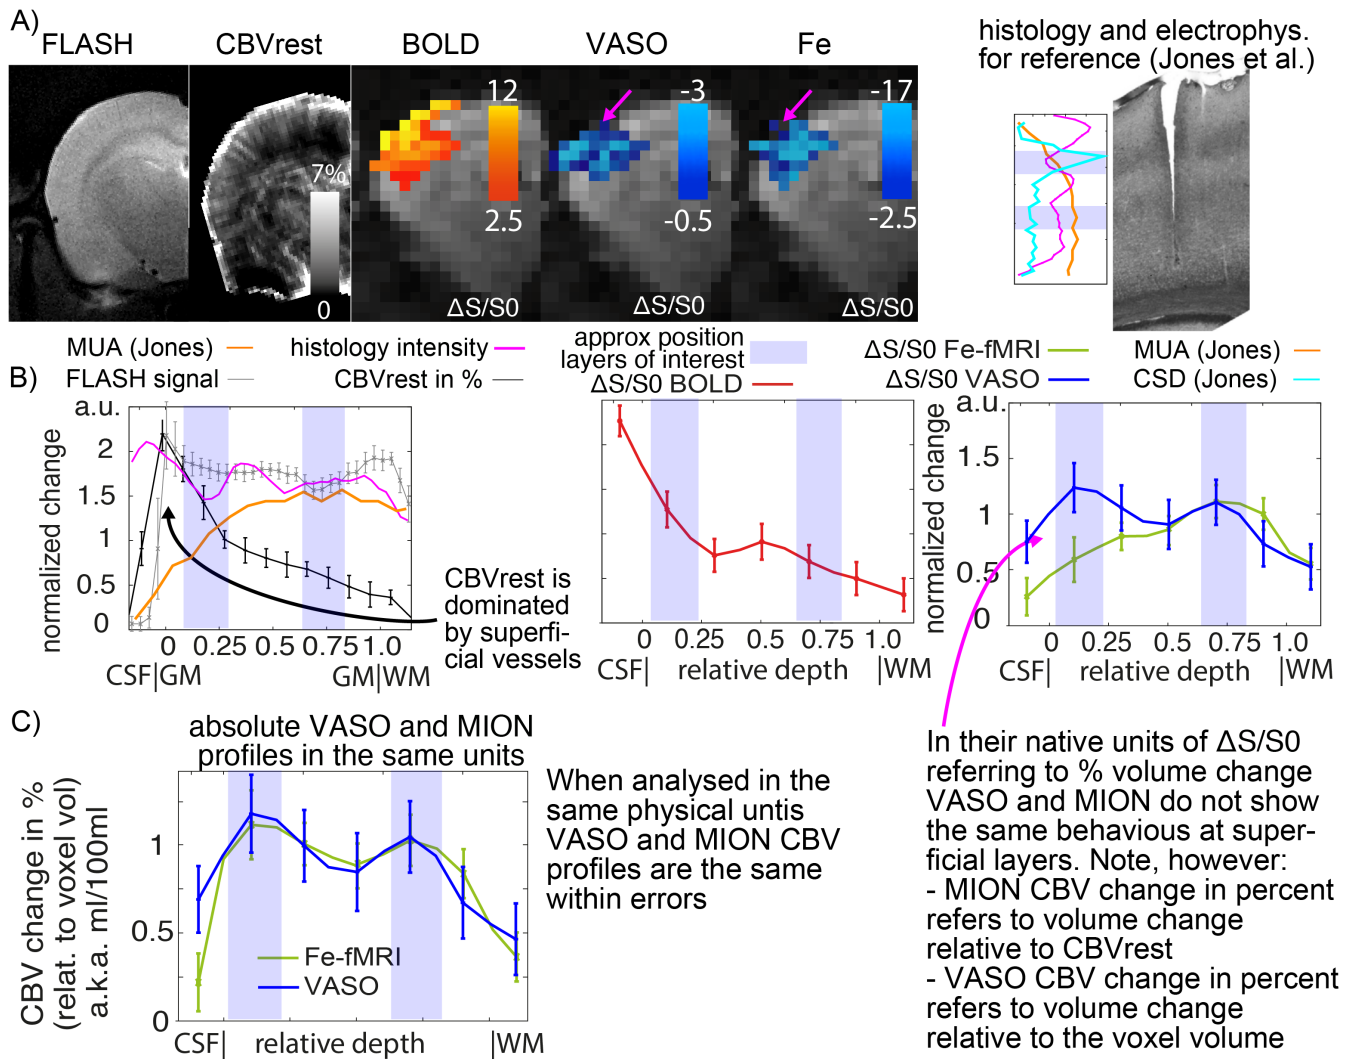 A)
FLASH
CBVrest
BOLD
VASO
Fe
histology and electrophys.
for reference (Jones et al.)
7%
0
12
2.5
ΔS/S0
-3
-0.5
ΔS/S0
-17
-2.5
ΔS/S0
B)
MUA (Jones)
histology intensity
FLASH signal
CBVrest in %
approx position
layers of interest
ΔS/S0 BOLD
ΔS/S0 Fe-fMRI
ΔS/S0 VASO
MUA (Jones)
CSD (Jones)
normalized change
a.u.
2
1.5
1
0.5
0
0 0.25 0.5 0.75 1.0
CSF|GM
GM|WM
CBVrest is
dominated
by superfi-
cial vessels
0 0.25 0.5 0.75 1.0
CSF| relative depth |WM
normalized change
a.u.
1.5
1
0.5
0
0 0.25 0.5 0.75 1.0
CSF| relative depth |WM
C)
absolute VASO and MION
profiles in the same units
CBV change in %
(relat. to voxel vol)
a.k.a. ml/100ml
1
0.5
0
Fe-fMRI
VASO
CSF| relative depth |WM
When analysed in the
same physical untis
VASO and MION CBV
profiles are the same
within errors
In their native units of ΔS/S0
referring to % volume change
VASO and MION do not show
the same behavious at super-
ficial layers. Note, however:
- MION CBV change in percent
refers to volume change
relative to CBVrest
- VASO CBV change in percent
refers to volume change
relative to the voxel volume